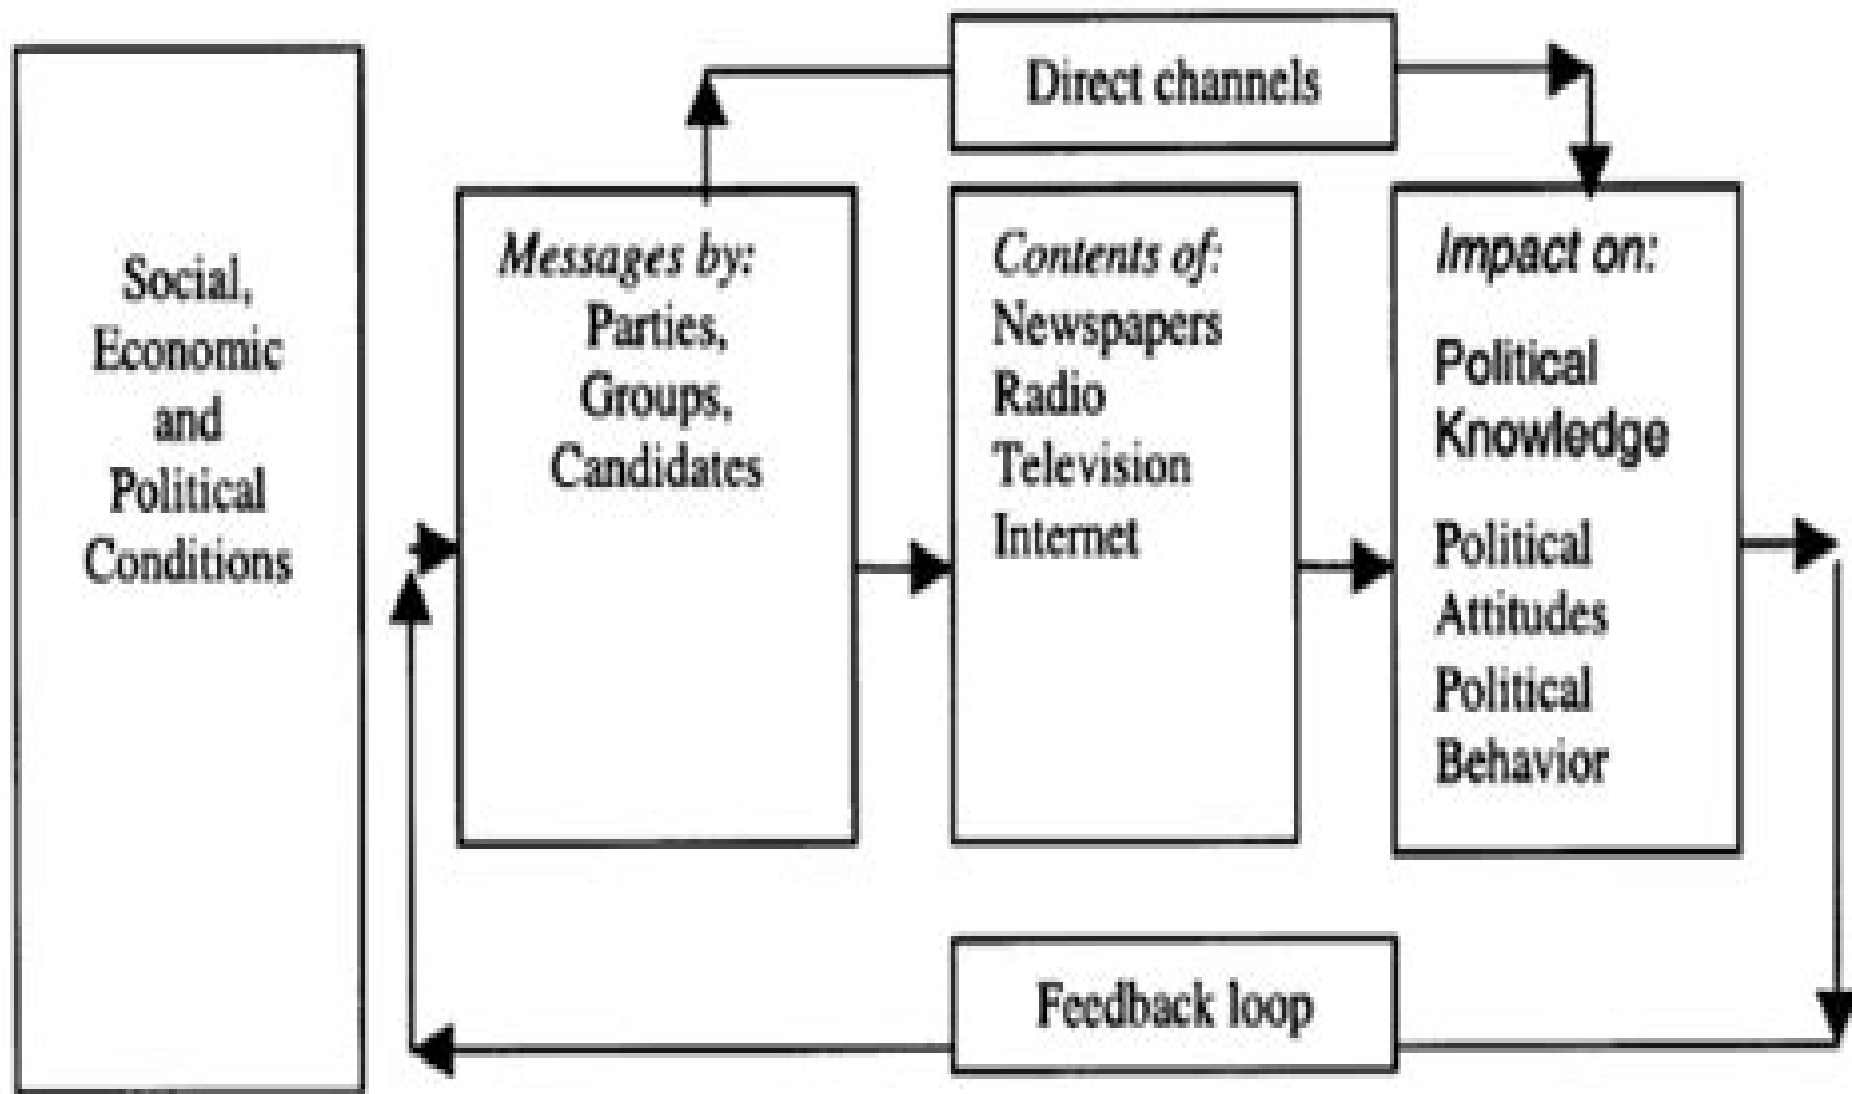 Social,
Economic
and
Political
Conditions
Messages by:
Parties,
Groups,
Candidates
Direct channels
Contents of:
Newspapers
Radio
Television
Internet
Impact on:
Political
Knowledge
Political
Attitudes
Political
Behavior
Feedback loop